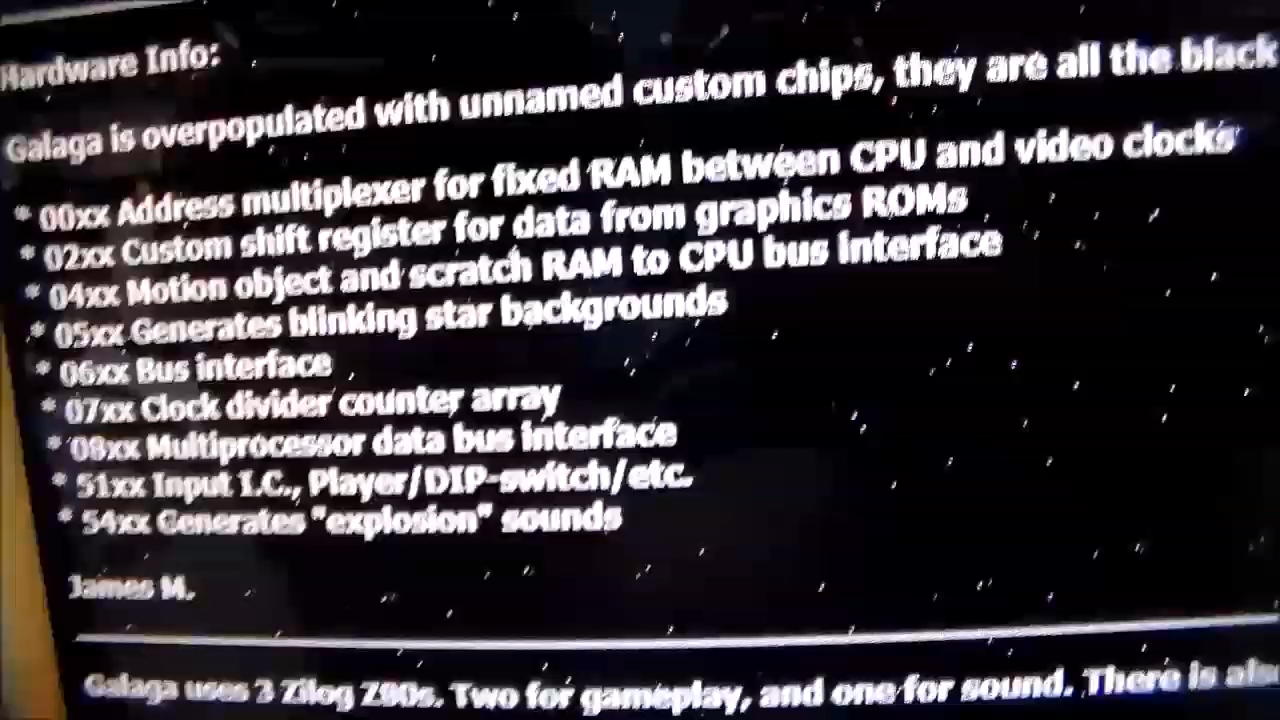 Hardware Info:
Galaga is overpopulated with unnamed custom chips, they are all the black
* 00xx Address multiplexer for fixed RAM between CPU and video clocks
* 02xx Custom shift register for data from graphics ROMs
* 04xx Motion object and scratch RAM to CPU bus interface
* 05xx Generates blinking star backgrounds
* 06xx Bus interface
* 07xx Clock divider counter array
* 08xx Multiprocessor data bus interface
* 51xx Input I.C., Player/DIP-switch/etc.
* 54xx Generates "explosion" sounds
James M.
Galaga uses 3 Zilog Z80s. Two for gameplay, and one for sound. There is